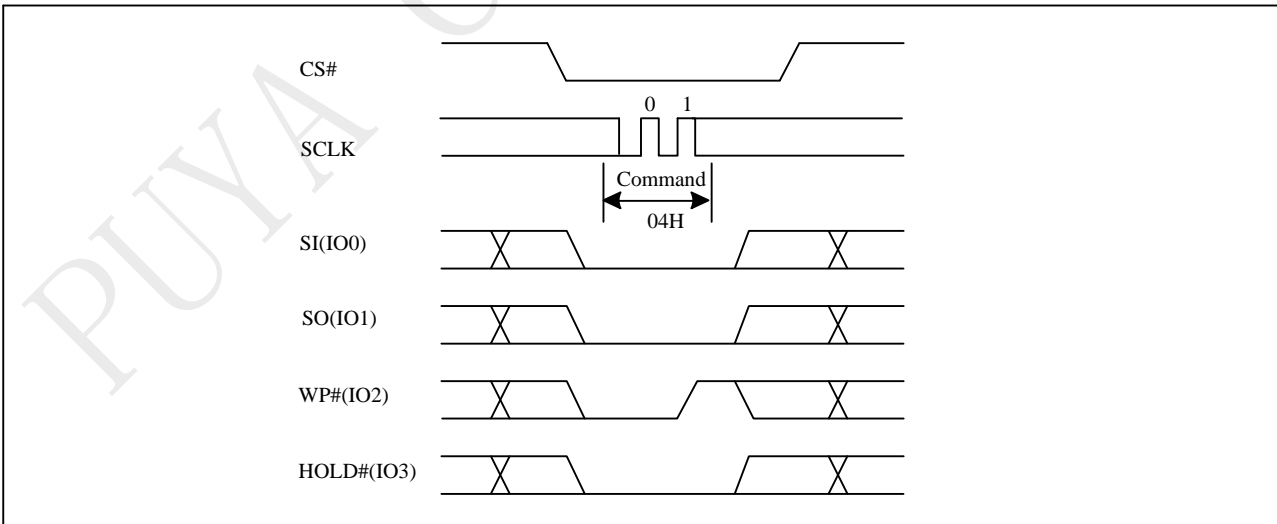 PUYA
CS#
0 1
SCLK
Command
04H
SI(IO0)
SO(IO1)
WP#(IO2)
HOLD#(IO3)